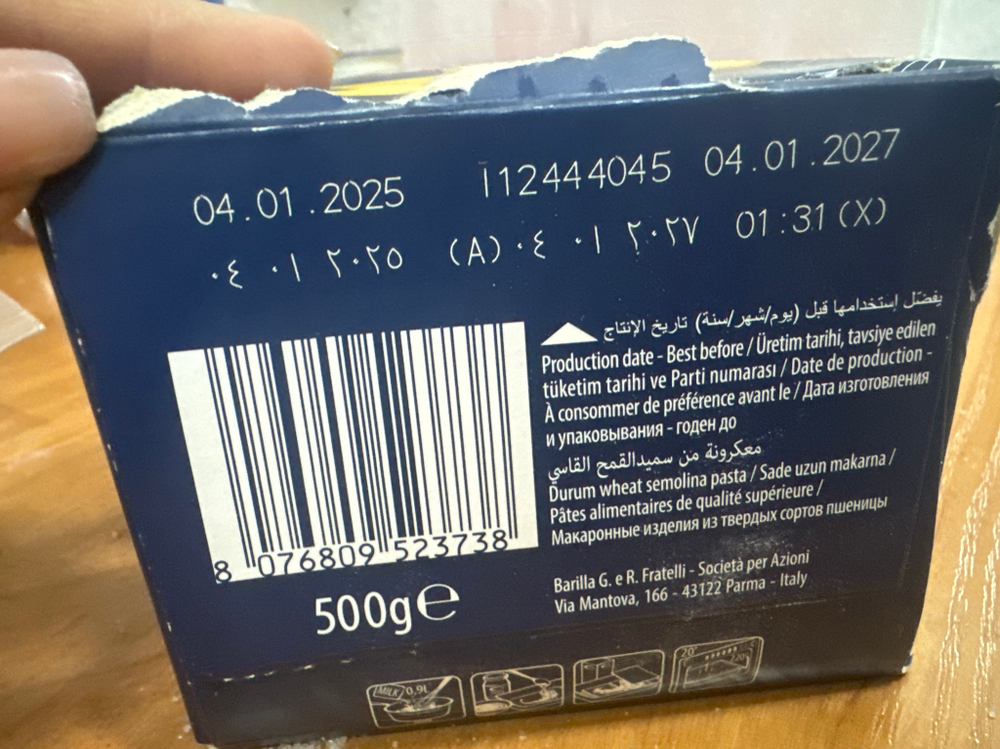 04.01.2025 I12444045 04.01.2027
٠٤ ٠١ ٢٠٢٥ (A) ٠٤ ٠١ ٢٠٢٧ 01:31 (X)
يفضل إستخدامها قبل (يوم/شهر/سنة) تاريخ الإنتاج
Production date - Best before / Üretim tarihi, tavsiye edilen
tüketim tarihi ve Parti numarası / Date de production -
À consommer de préférence avant le / Дата изготовления
и упаковывания - годен до
معكرونة من سميدالقمح القاسي
Durum wheat semolina pasta / Sade uzun makarna /
Pâtes alimentaires de qualité supérieure /
Макаронные изделия из твердых сортов пшеницы
8 076809 523738
Barilla G. e R. Fratelli - Società per Azioni
Via Mantova, 166 - 43122 Parma - Italy
500g℮
MILK 0,9l
20' 220°